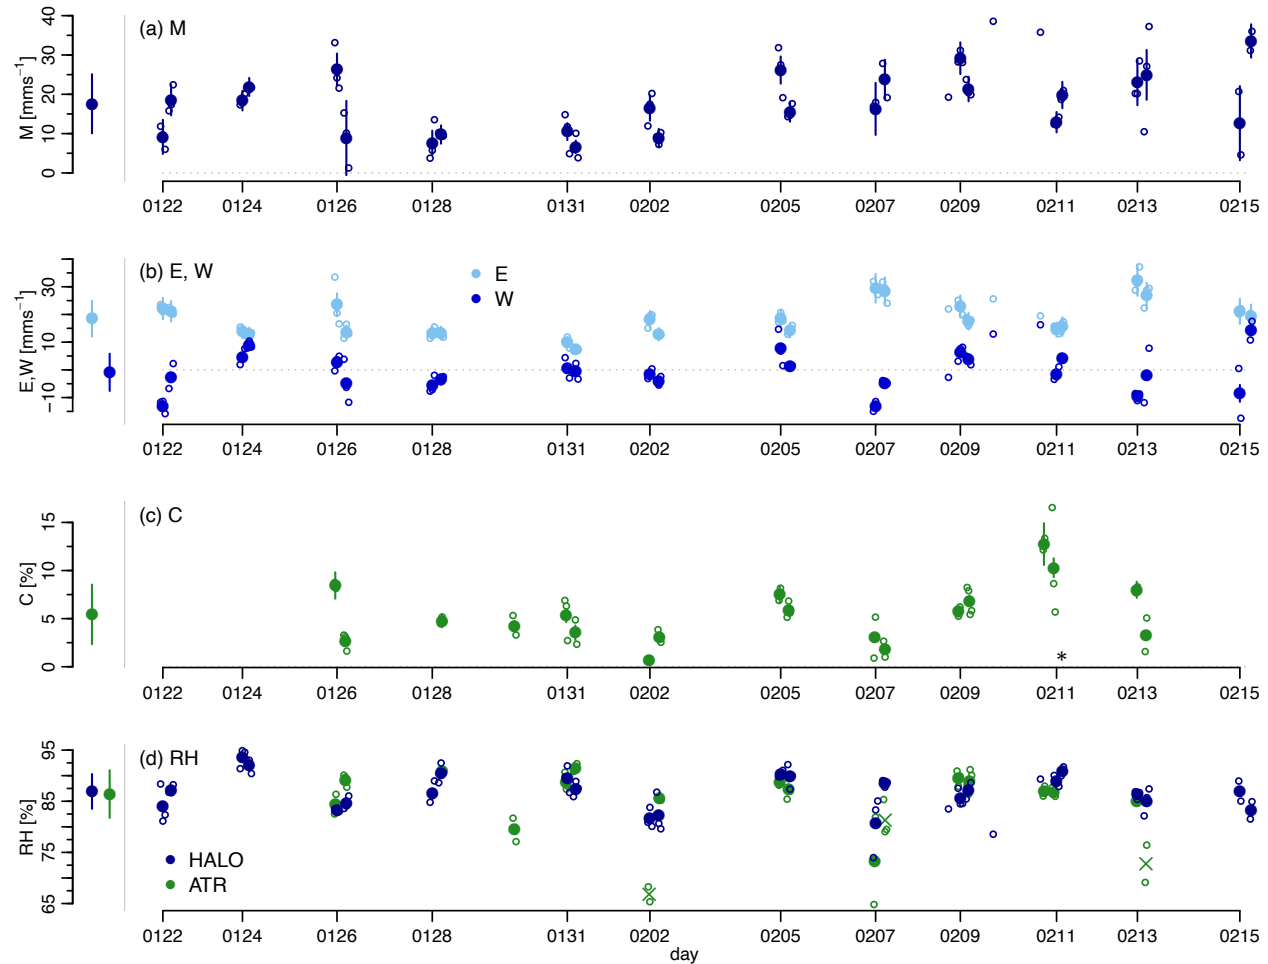 (a) M
M [mms⁻¹]
0 10 20 30 40
0122 0124 0126 0128 0131 0202 0205 0207 0209 0211 0213 0215
(b) E, W
E
W
E,W [mms⁻¹]
−10 10 30
0122 0124 0126 0128 0131 0202 0205 0207 0209 0211 0213 0215
(c) C
C [%]
0 5 10 15
*
0122 0124 0126 0128 0131 0202 0205 0207 0209 0211 0213 0215
(d) RH
RH [%]
65 75 85 95
HALO
ATR
0122 0124 0126 0128 0131 0202 0205 0207 0209 0211 0213 0215
day